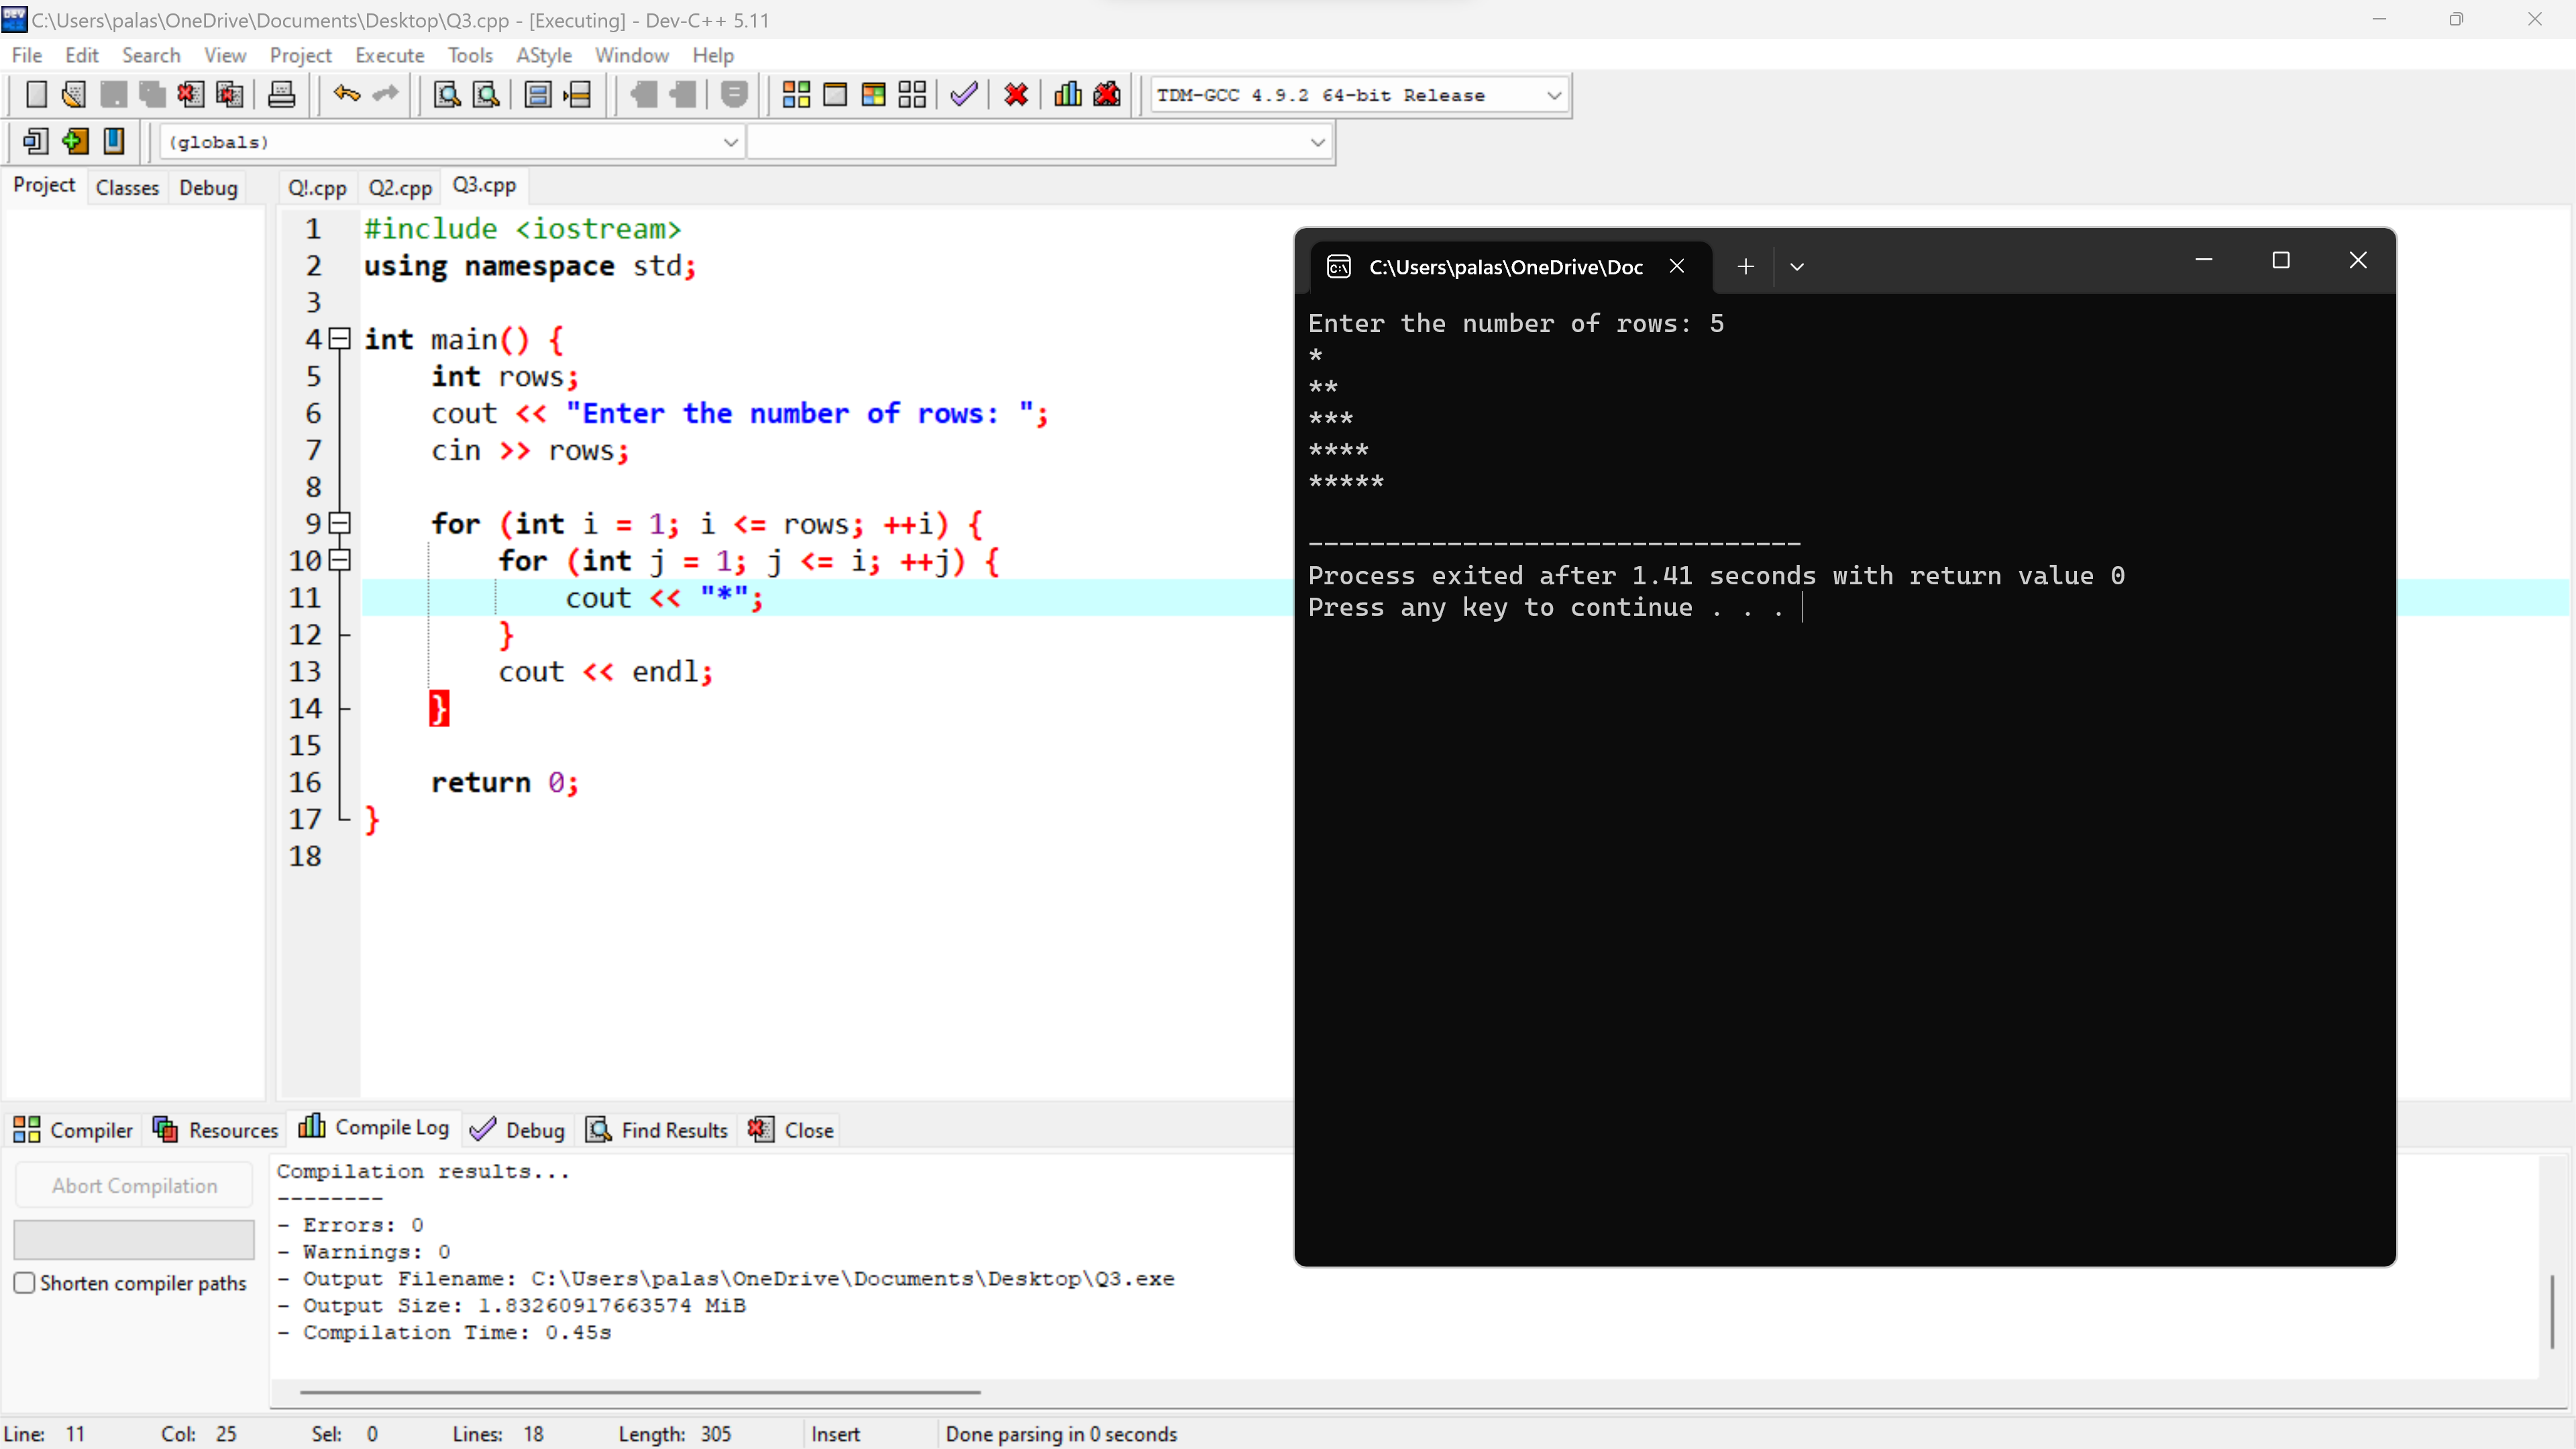 C:\Users\palas\OneDrive\Documents\Desktop\Q3.cpp - [Executing] - Dev-C++ 5.11
File Edit Search View Project Execute Tools AStyle Window Help
TDM-GCC 4.9.2 64-bit Release
(globals)
Project Classes Debug
Q!.cpp Q2.cpp Q3.cpp
1 #include <iostream>
2 using namespace std;
3
4 int main() {
5     int rows;
6     cout << "Enter the number of rows: ";
7     cin >> rows;
8
9     for (int i = 1; i <= rows; ++i) {
10         for (int j = 1; j <= i; ++j) {
11             cout << "*";
12         }
13         cout << endl;
14     }
15
16     return 0;
17 }
18
C:\Users\palas\OneDrive\Doc
Enter the number of rows: 5
*
**
***
****
*****
--------------------------------
Process exited after 1.41 seconds with return value 0
Press any key to continue . . .
Compiler Resources Compile Log Debug Find Results Close
Abort Compilation
Shorten compiler paths
Compilation results...
--------
- Errors: 0
- Warnings: 0
- Output Filename: C:\Users\palas\OneDrive\Documents\Desktop\Q3.exe
- Output Size: 1.83260917663574 MiB
- Compilation Time: 0.45s
Line: 11 Col: 25 Sel: 0 Lines: 18 Length: 305 Insert Done parsing in 0 seconds